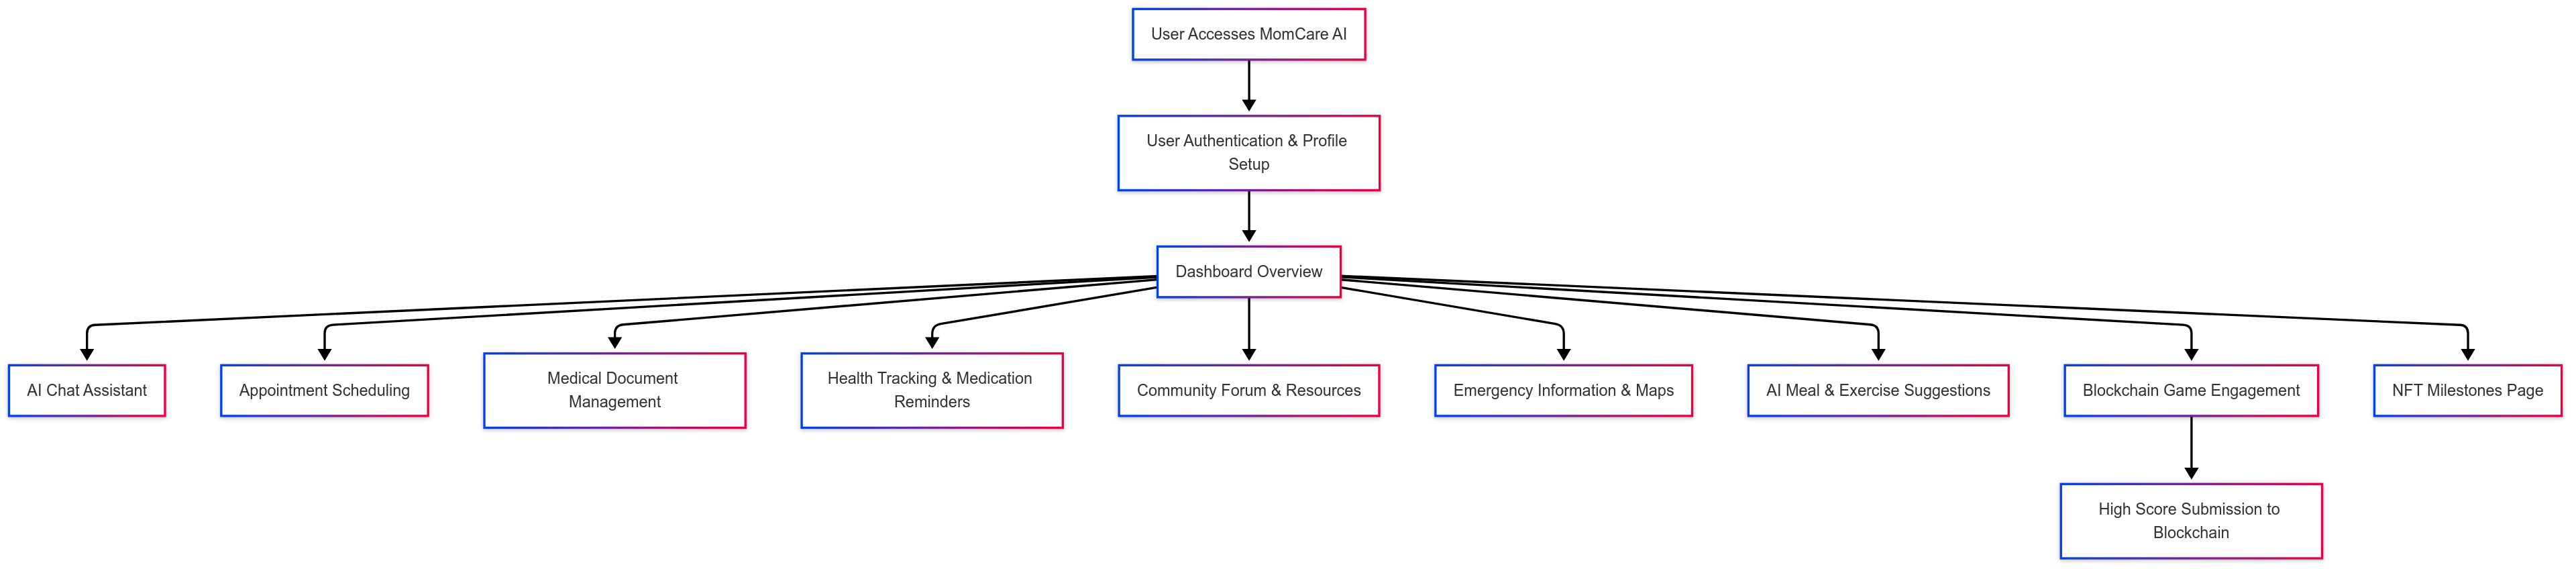 User Accesses MomCare AI
User Authentication & Profile
Setup
Dashboard Overview
AI Chat Assistant
Appointment Scheduling
Medical Document
Management
Health Tracking & Medication
Reminders
Community Forum & Resources
Emergency Information & Maps
AI Meal & Exercise Suggestions
Blockchain Game Engagement
NFT Milestones Page
High Score Submission to
Blockchain